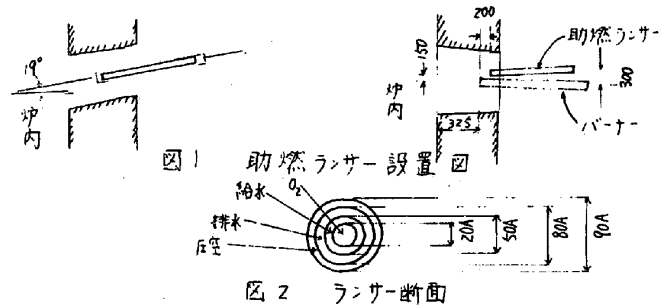 200
助燃ランサー
150
300
19°
炉内
炉内
325
バーナー
図1 助燃ランサー設置図
O₂
給水
排水
圧空
20A
50A
80A
90A
図2 ランサー断面